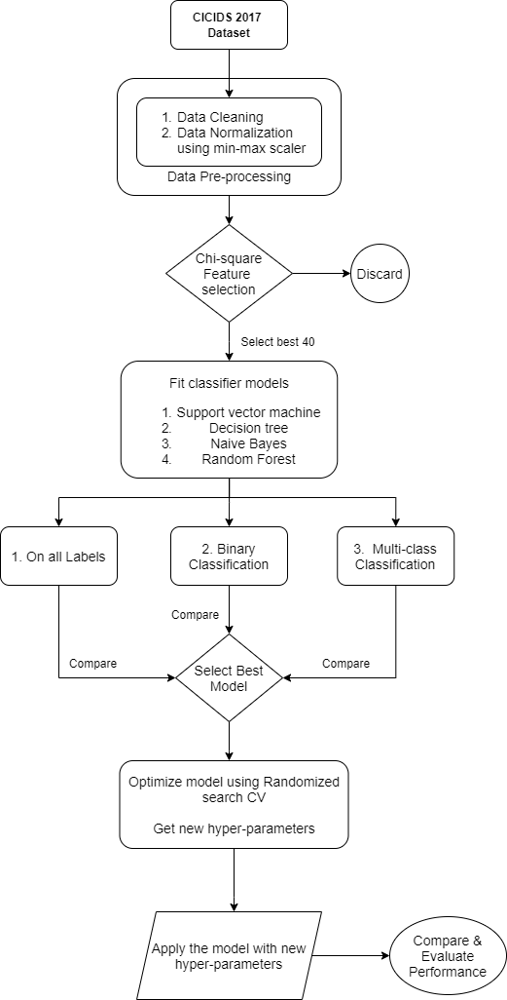 CICIDS 2017
Dataset
1. Data Cleaning
2. Data Normalization
using min-max scaler
Data Pre-processing
Chi-square
Feature
selection
Discard
Select best 40
Fit classifier models
1. Support vector machine
2. Decision tree
3. Naive Bayes
4. Random Forest
1. On all Labels
2. Binary
Classification
3. Multi-class
Classification
Compare
Compare
Compare
Select Best
Model
Optimize model using Randomized
search CV
Get new hyper-parameters
Apply the model with new
hyper-parameters
Compare &
Evaluate
Performance